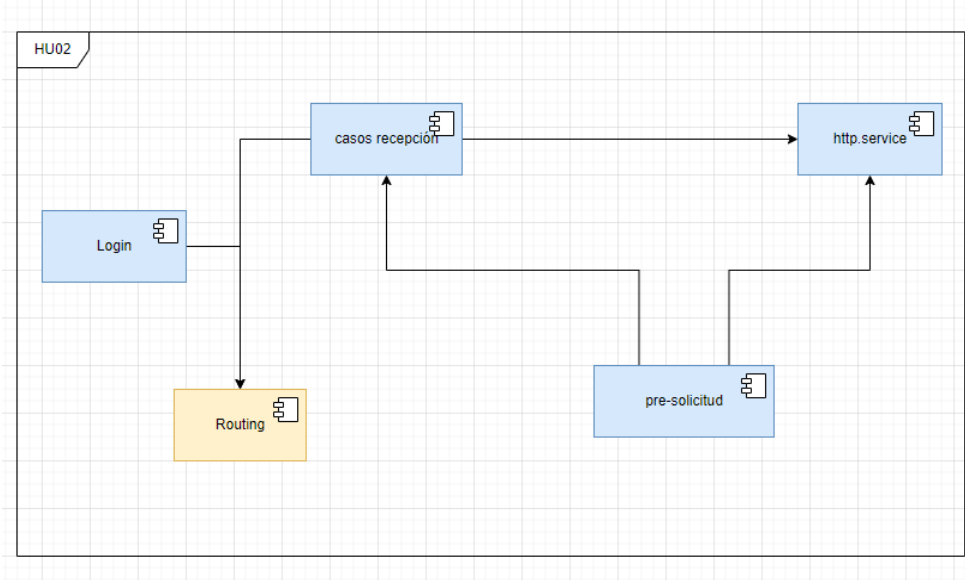 HU02
casos recepción
http.service
Login
pre-solicitud
Routing